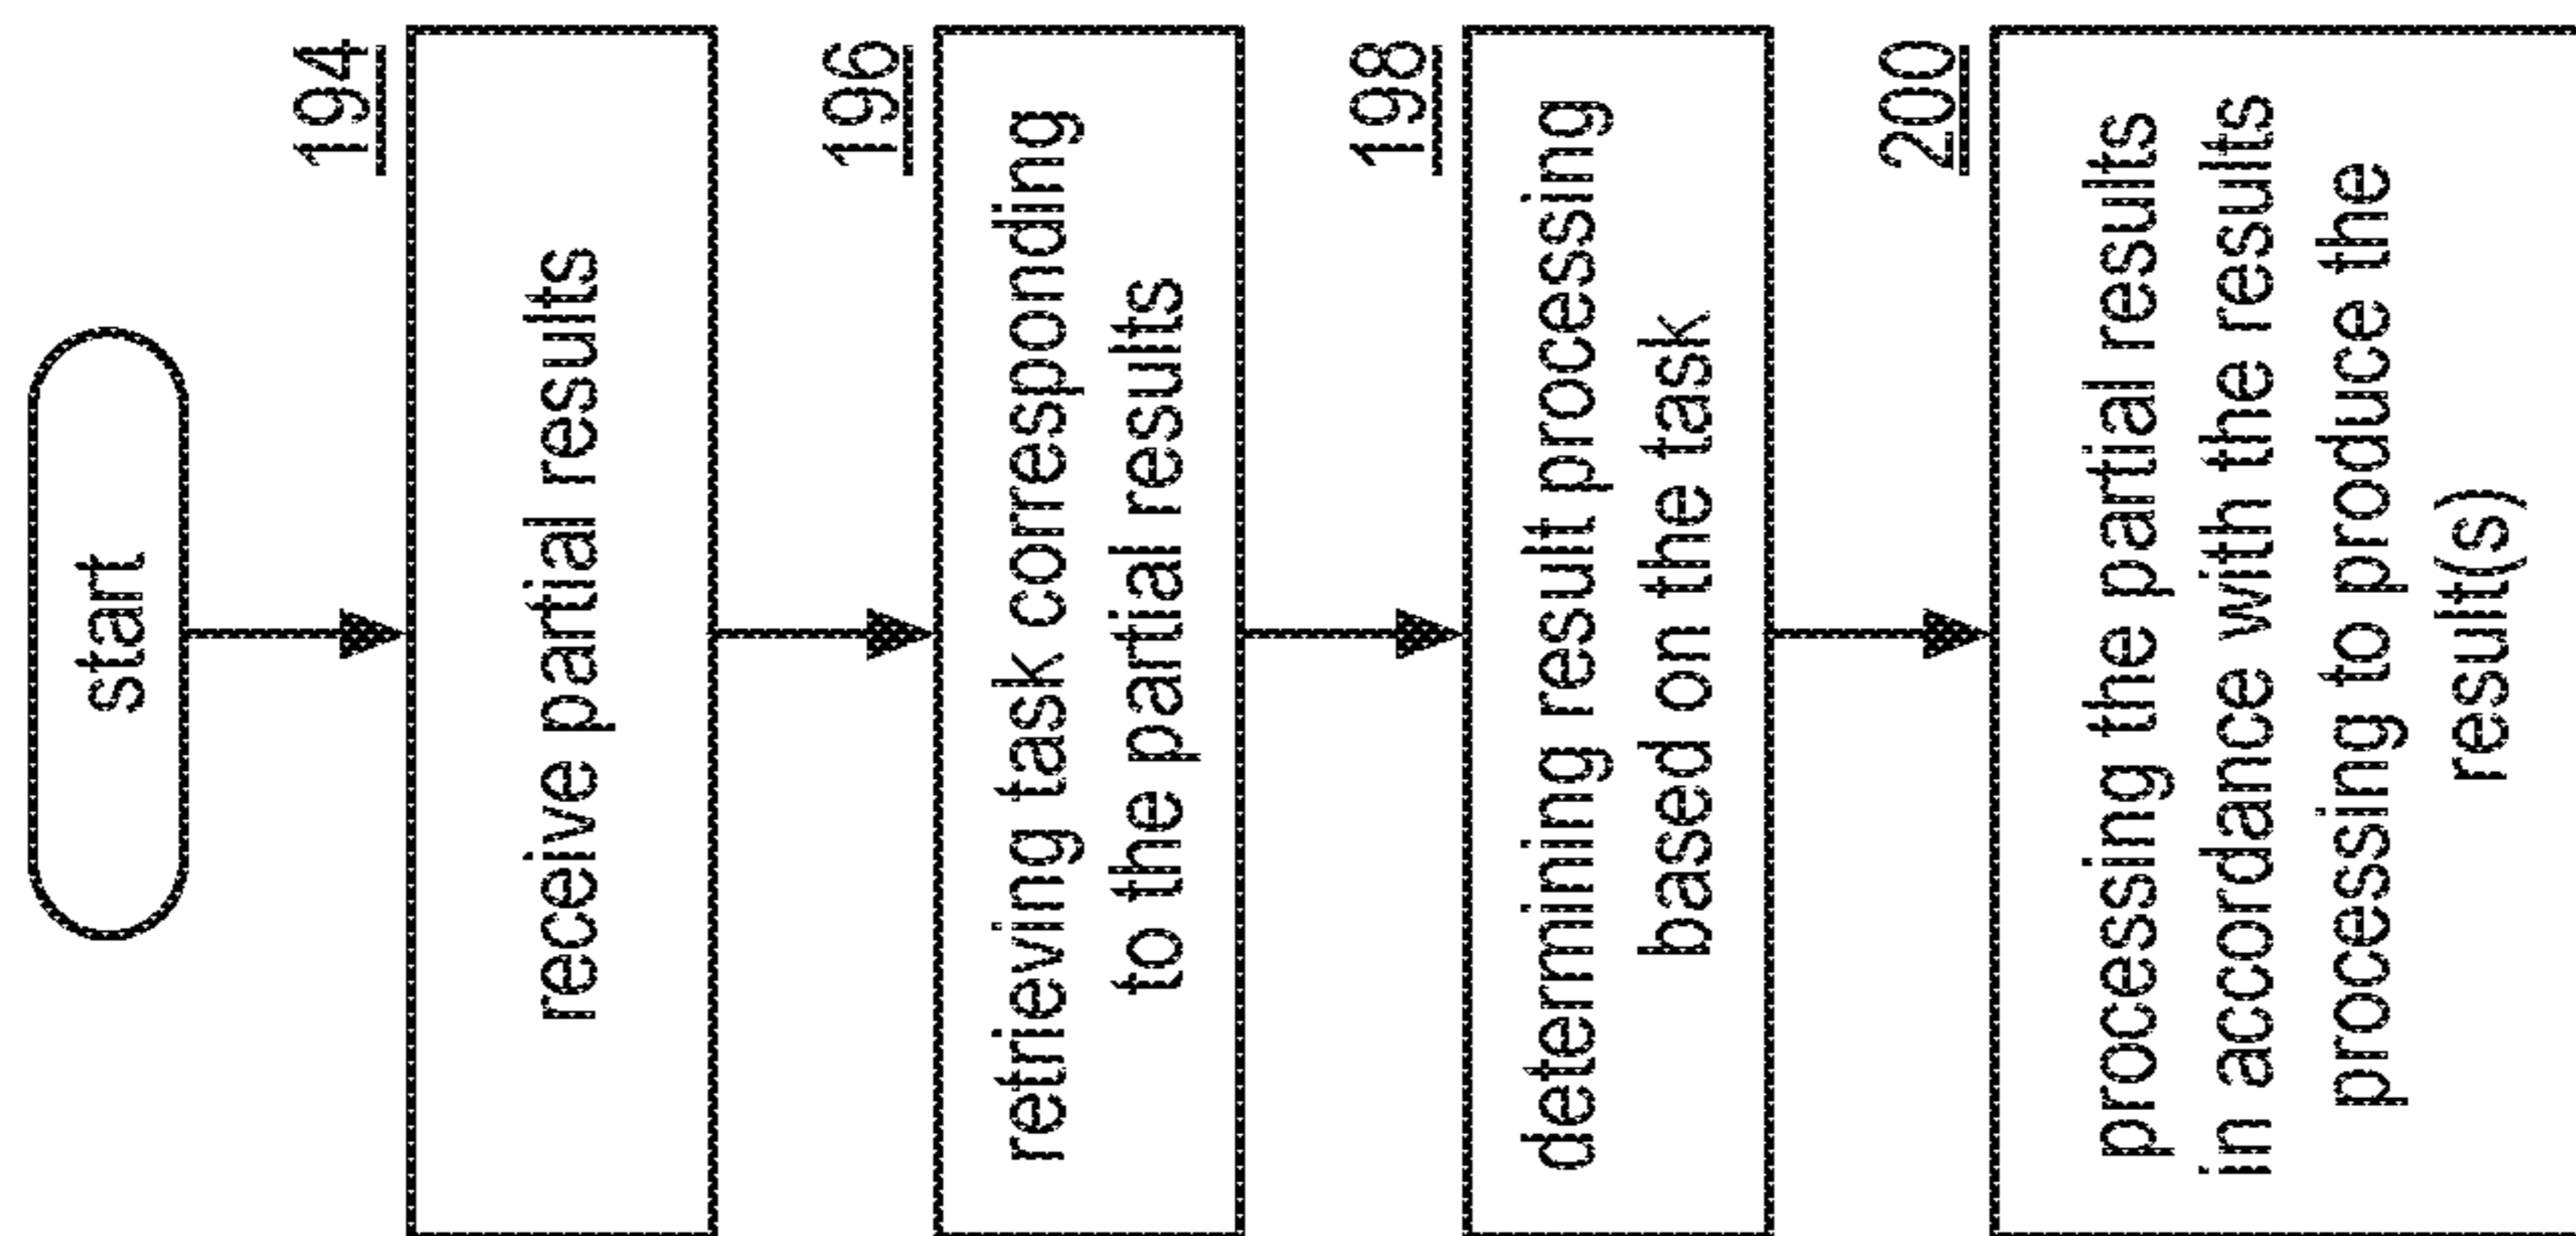 start
194
receive partial results
196
retrieving task corresponding
to the partial results
198
determining result processing
based on the task
200
processing the partial results
in accordance with the results
processing to produce the
result(s)